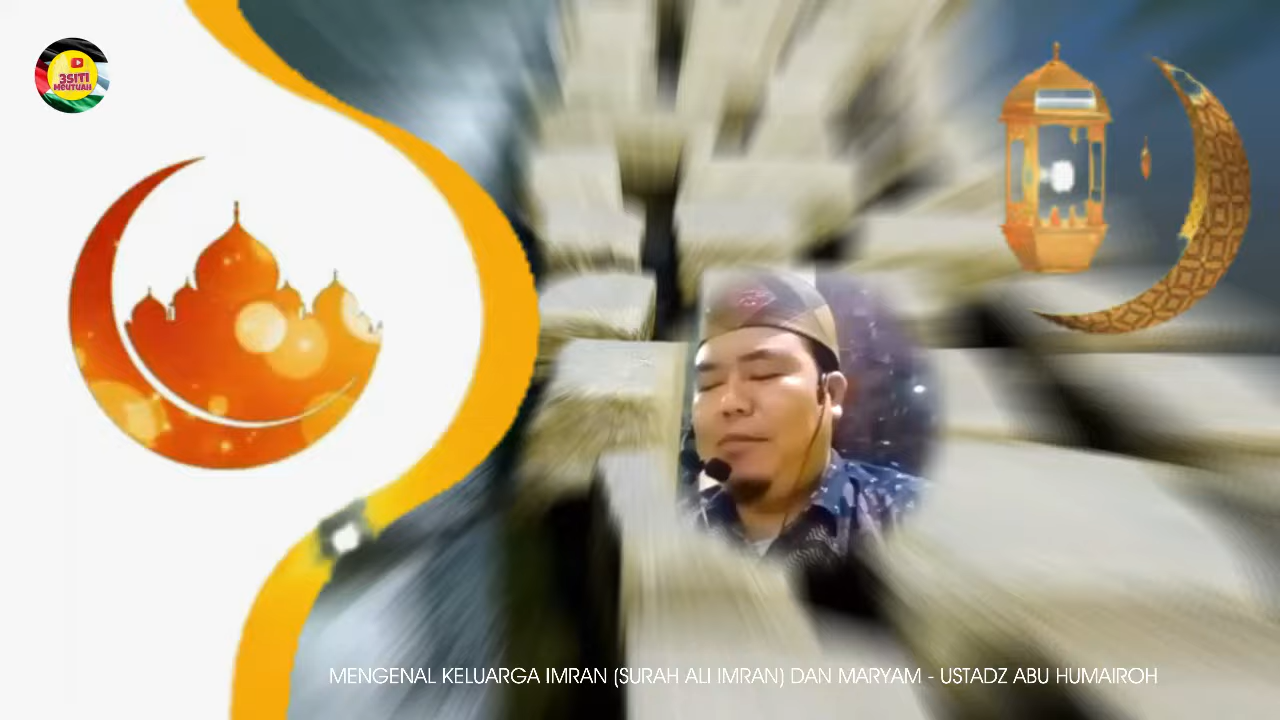 3SITI
MEUTUAH
MENGENAL KELUARGA IMRAN (SURAH ALI IMRAN) DAN MARYAM - USTADZ ABU HUMAIROH